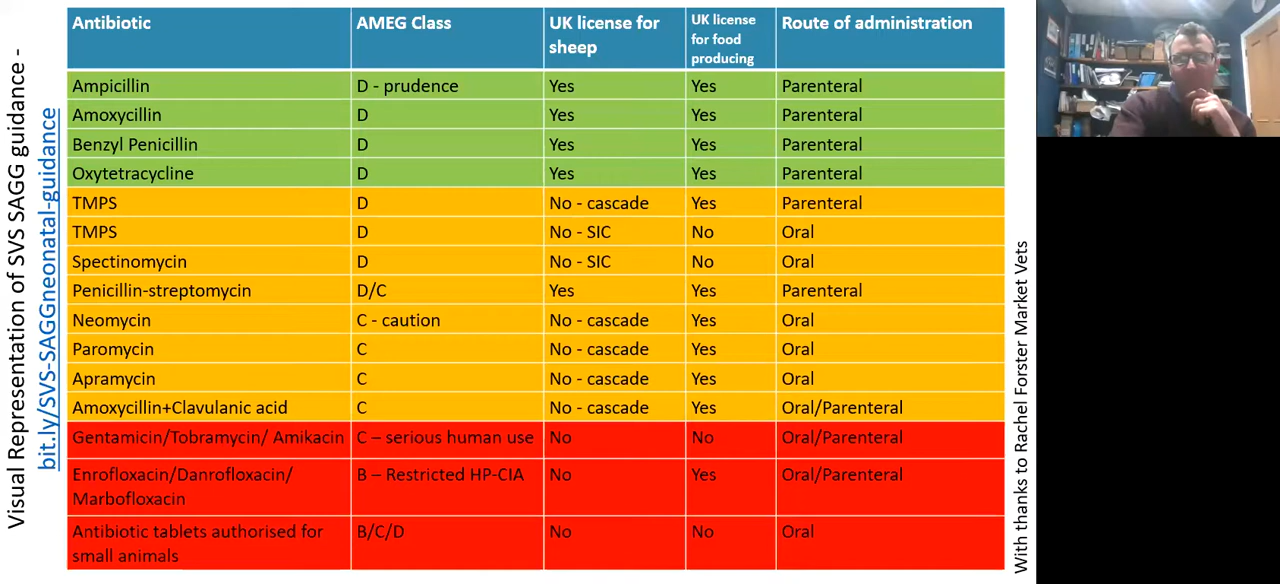 Visual Representation of SVS SAGG guidance -
bit.ly/SVS-SAGGneonatal-guidance
Antibiotic AMEG Class UK license for sheep UK license for food producing Route of administration
Ampicillin D - prudence Yes Yes Parenteral
Amoxycillin D Yes Yes Parenteral
Benzyl Penicillin D Yes Yes Parenteral
Oxytetracycline D Yes Yes Parenteral
TMPS D No - cascade Yes Parenteral
TMPS D No - SIC No Oral
Spectinomycin D No - SIC No Oral
Penicillin-streptomycin D/C Yes Yes Parenteral
Neomycin C - caution No - cascade Yes Oral
Paromycin C No - cascade Yes Oral
Apramycin C No - cascade Yes Oral
Amoxycillin+Clavulanic acid C No - cascade Yes Oral/Parenteral
Gentamicin/Tobramycin/ Amikacin C – serious human use No No Oral/Parenteral
Enrofloxacin/Danrofloxacin/ Marbofloxacin B – Restricted HP-CIA No Yes Oral/Parenteral
Antibiotic tablets authorised for small animals B/C/D No No Oral
With thanks to Rachel Forster Market Vets